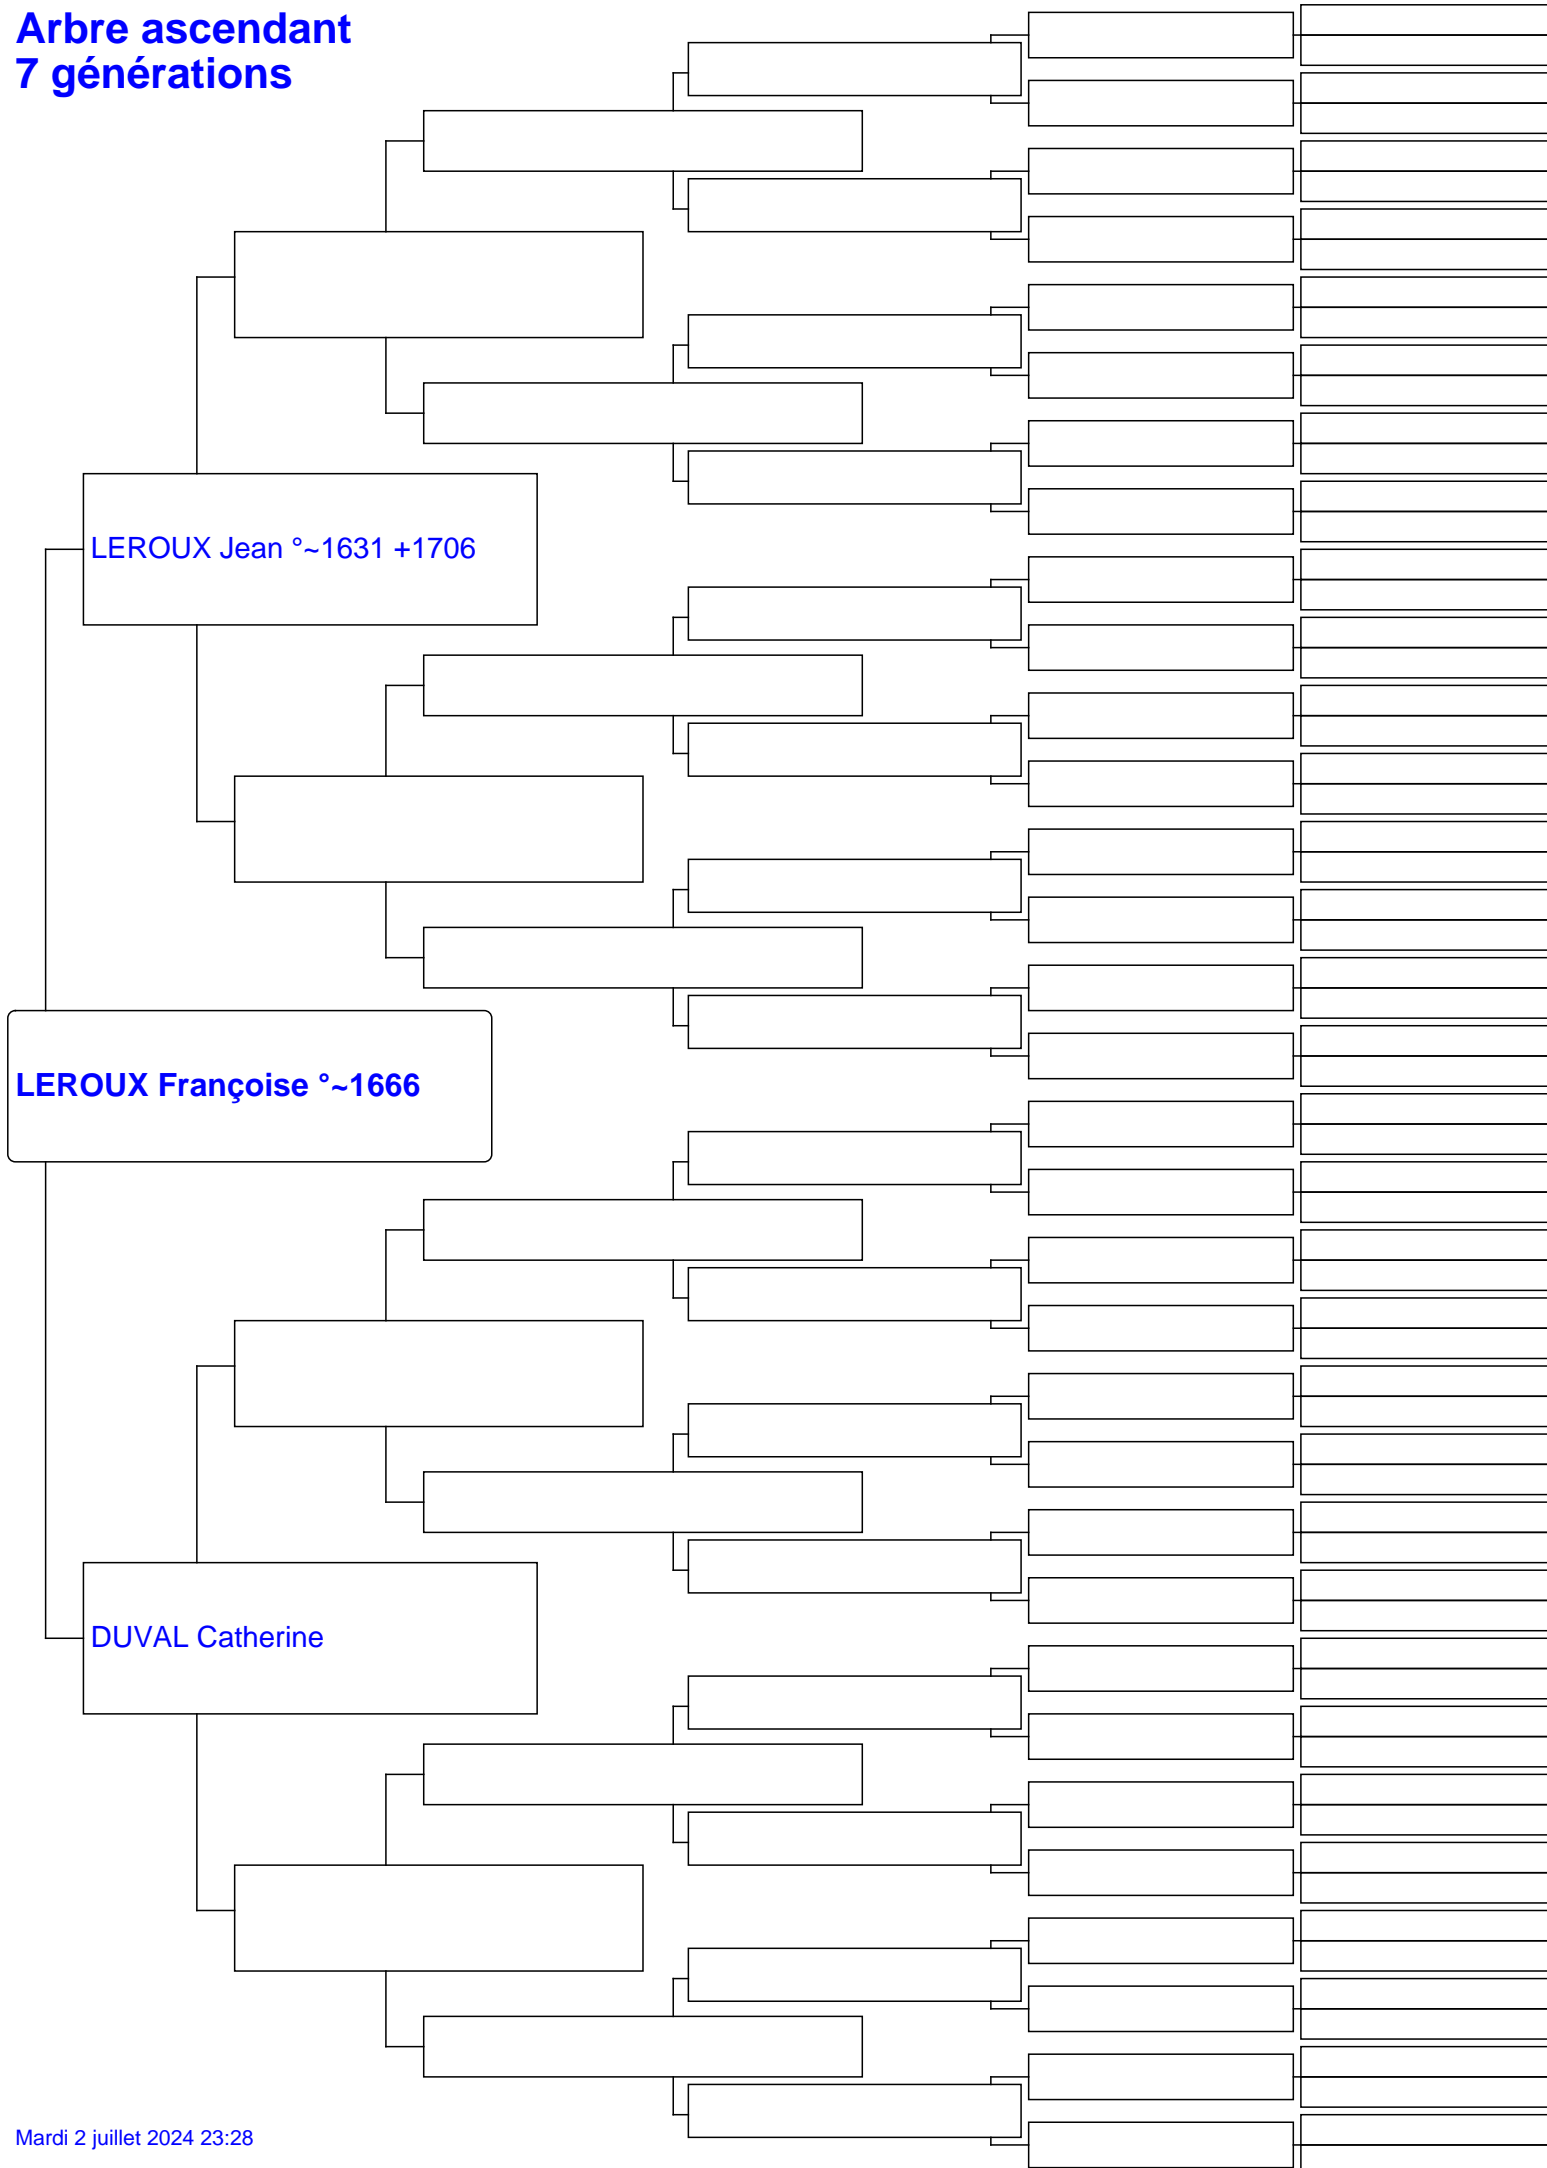 Arbre ascendant
7 générations
LEROUX Jean °~1631 +1706
LEROUX Françoise °~1666
DUVAL Catherine
Mardi 2 juillet 2024 23:28